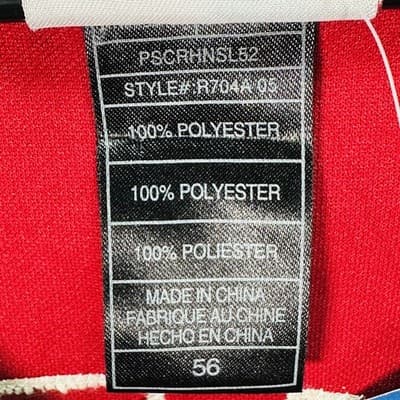 PSCRHNSL52
STYLE#:R704A 05
100% POLYESTER
100% POLYESTER
100% POLIESTER
MADE IN CHINA
FABRIQUE AU CHINE
HECHO EN CHINA
56